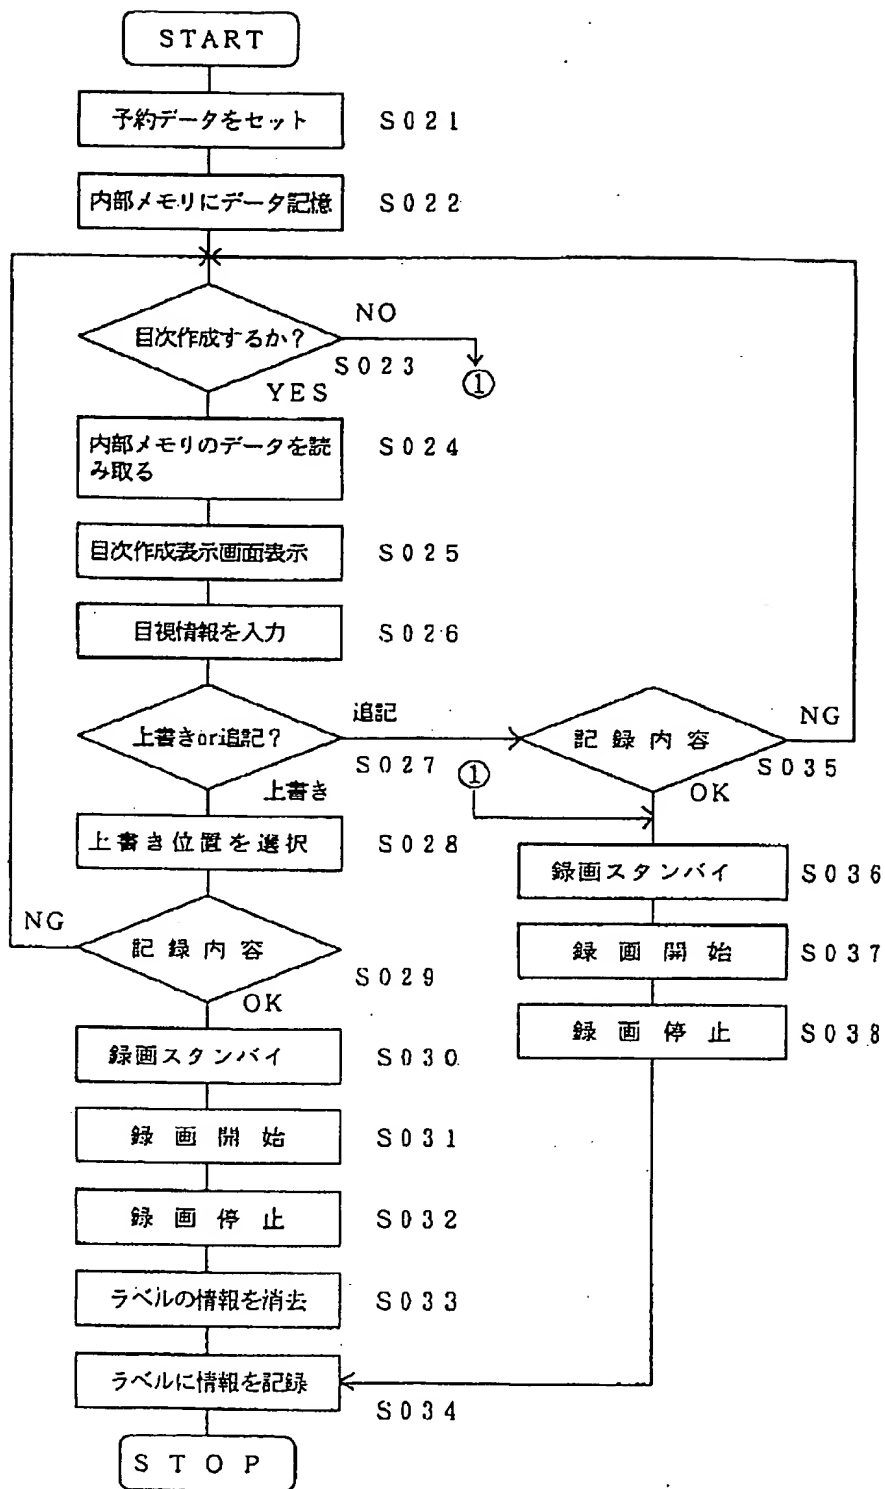 START
予約データをセット S021
内部メモリにデータ記憶 S022
目次作成するか?
NO
S023
①
YES
内部メモリのデータを読
み取る
S024
目次作成表示画面表示 S025
目視情報を入力 S026
上書きor追記?
追記
S027
上書き
記録内容
NG
S035
①
OK
上書き位置を選択 S028
録画スタンバイ S036
NG
記録内容
S029
OK
録画開始 S037
録画停止 S038
録画スタンバイ S030
録画開始 S031
録画停止 S032
ラベルの情報を消去 S033
ラベルに情報を記録
S034
STOP